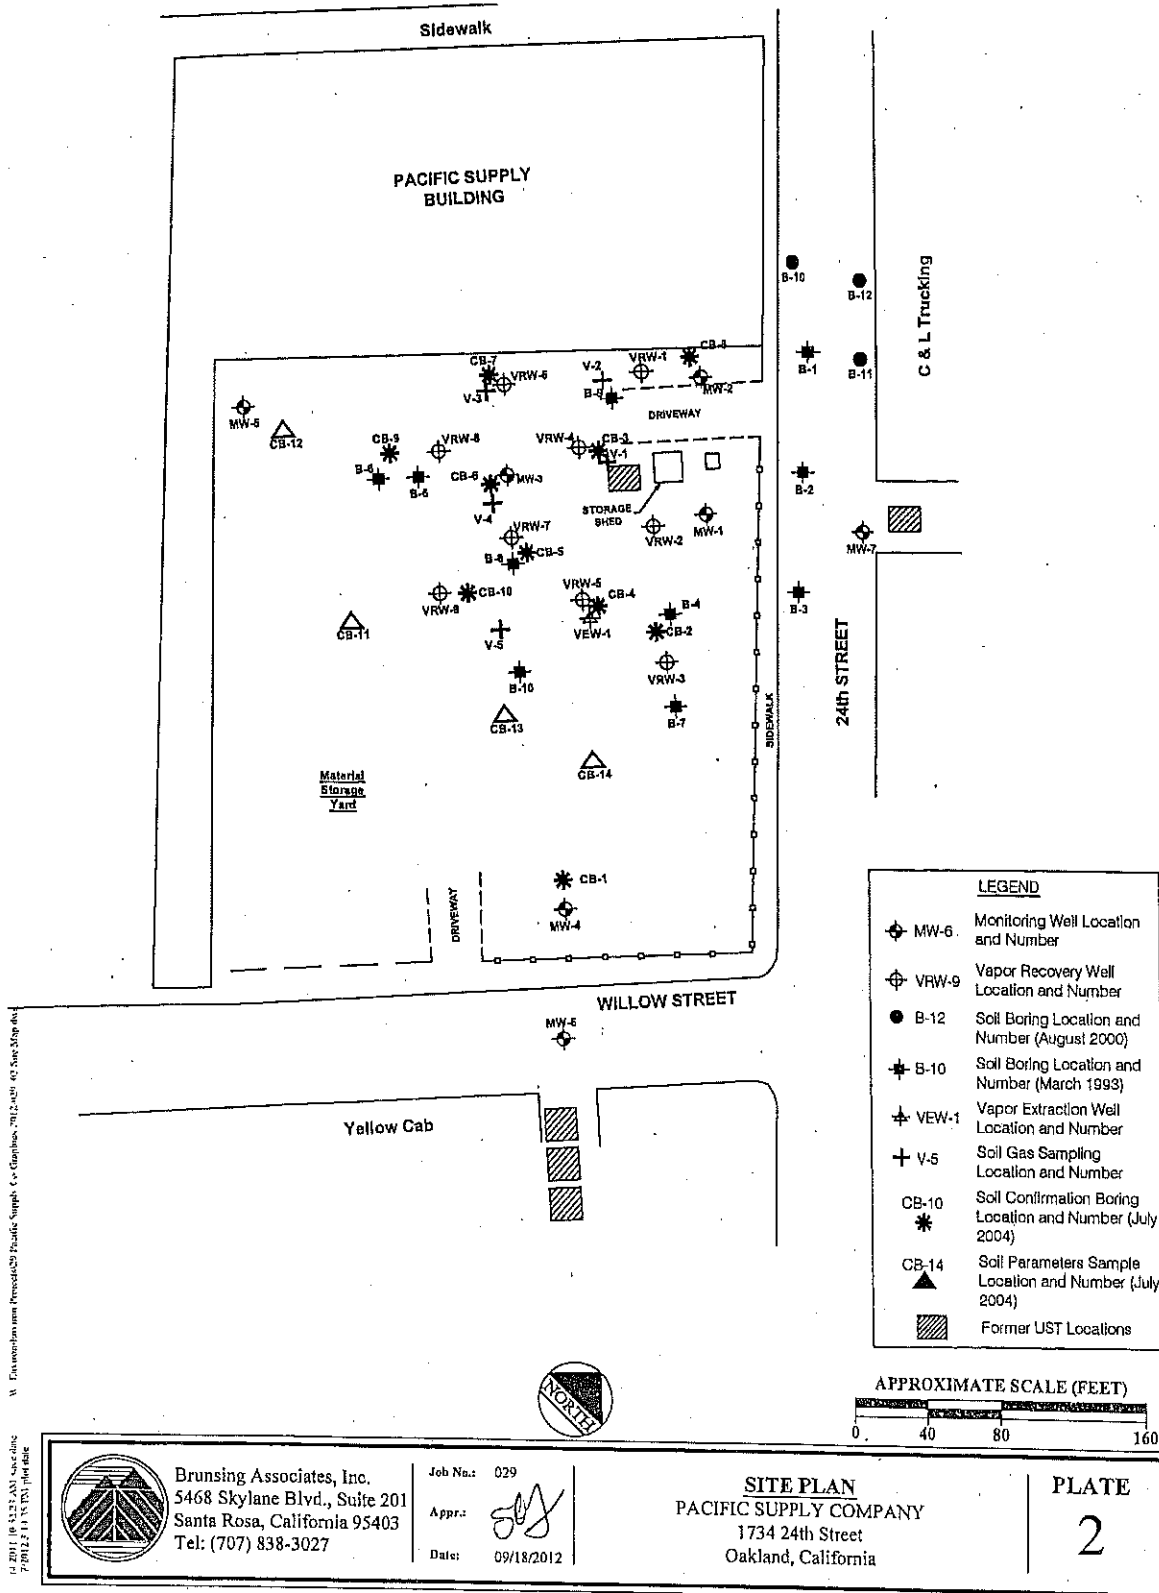 Sidewalk
PACIFIC SUPPLY
BUILDING
B-10
B-12
C & L Trucking
B-1
B-11
CB-7
VRW-6
V-3
V-2
VRW-1
B-9
MW-2
DRIVEWAY
MW-5
CB-12
CB-9
VRW-8
VRW-4
CB-3
V-1
B-6
B-5
CB-6
MW-3
V-4
STORAGE
SHED
B-2
VRW-7
VRW-2
MW-1
MW-7
B-8
CB-5
CB-10
VRW-5
CB-4
B-4
B-3
CB-11
V-5
VEW-1
CB-2
VRW-3
B-10
B-7
CB-13
24th STREET
SIDEWALK
CB-14
Material
Storage
Yard
CB-1
DRIVEWAY
MW-4
WILLOW STREET
Yellow Cab
LEGEND
MW-6 Monitoring Well Location
and Number
VRW-9 Vapor Recovery Well
Location and Number
B-12 Soil Boring Location and
Number (August 2000)
B-10 Soil Boring Location and
Number (March 1993)
VEW-1 Vapor Extraction Well
Location and Number
V-5 Soil Gas Sampling
Location and Number
CB-10 Soil Confirmation Boring
Location and Number (July
2004)
CB-14 Soil Parameters Sample
Location and Number (July
2004)
Former UST Locations
NORTH
APPROXIMATE SCALE (FEET)
0 40 80 160
Brunsing Associates, Inc.
5468 Skylane Blvd., Suite 201
Santa Rosa, California 95403
Tel: (707) 838-3027
Job No.: 029
Appr.:
Date: 09/18/2012
SITE PLAN
PACIFIC SUPPLY COMPANY
1734 24th Street
Oakland, California
PLATE
2